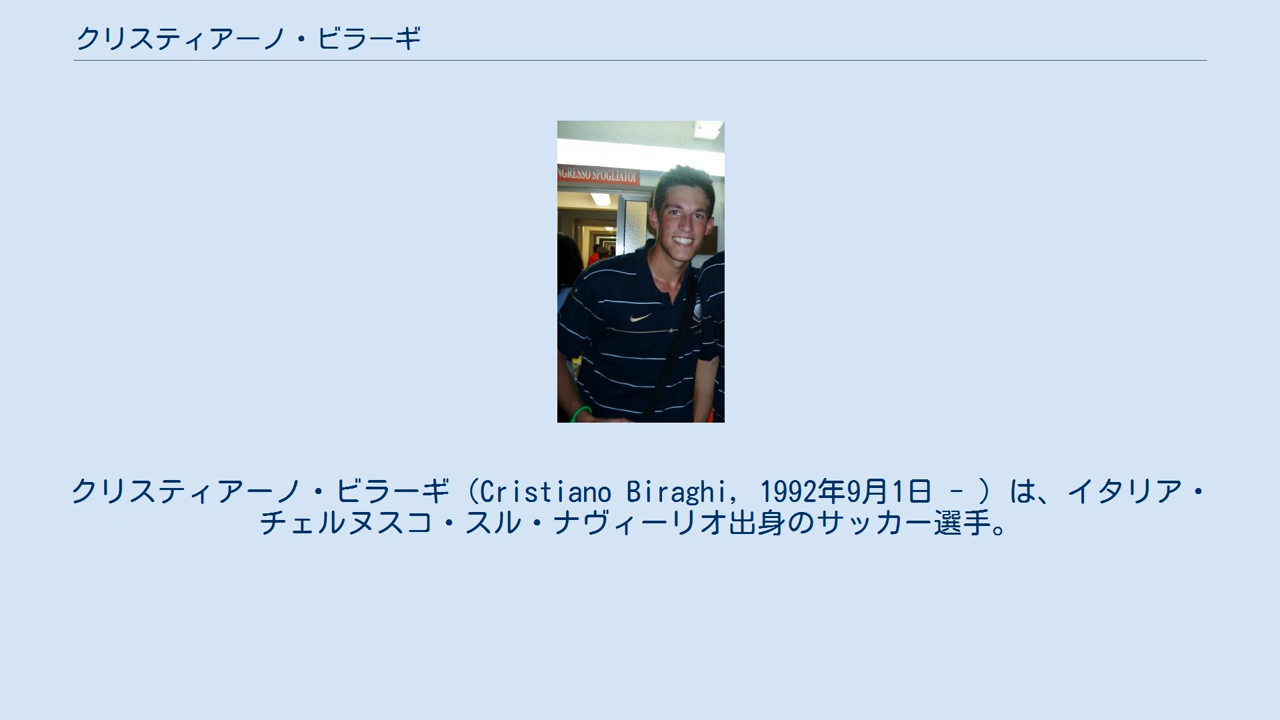 クリスティアーノ・ビラーギ
NGRESSO SPOGLIATOI
クリスティアーノ・ビラーギ（Cristiano Biraghi, 1992年9月1日 - ）は、イタリア・
チェルヌスコ・スル・ナヴィーリオ出身のサッカー選手。